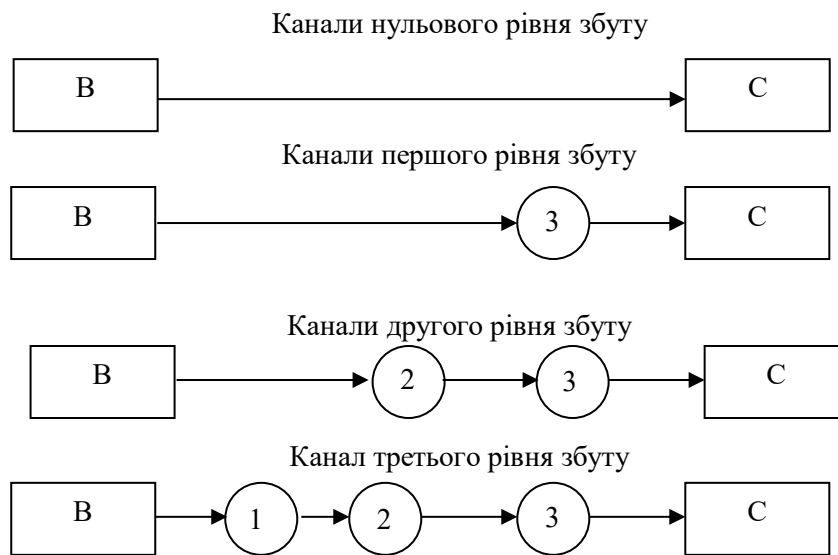 Канали нульового рівня збуту
В С
Канали першого рівня збуту
В 3 С
Канали другого рівня збуту
В 2 3 С
Канал третього рівня збуту
В 1 2 3 С